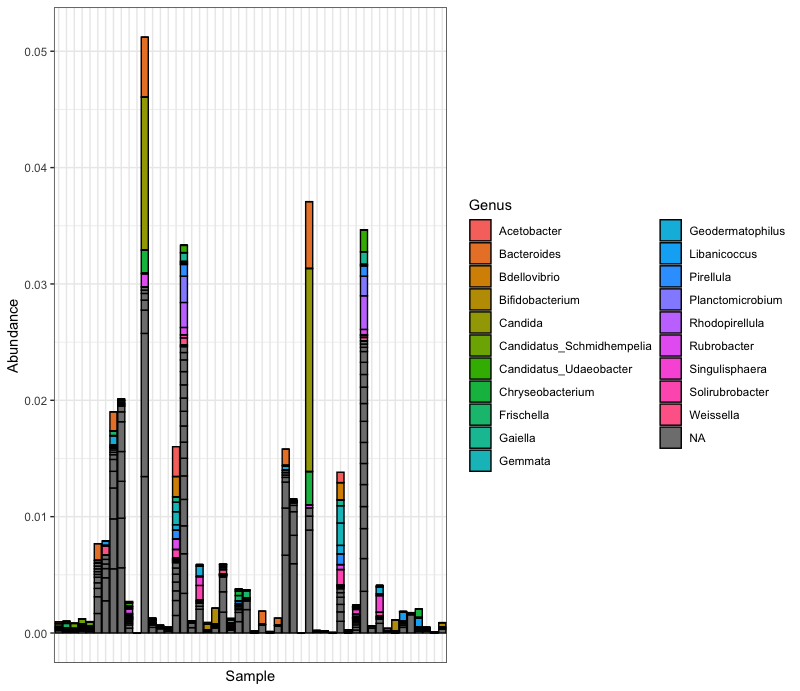 0.05
0.04
0.03
0.02
0.01
0.00
Abundance
Sample
Genus
Acetobacter
Bacteroides
Bdellovibrio
Bifidobacterium
Candida
Candidatus_Schmidhempelia
Candidatus_Udaeobacter
Chryseobacterium
Frischella
Gaiella
Gemmata
Geodermatophilus
Libanicoccus
Pirellula
Planctomicrobium
Rhodopirellula
Rubrobacter
Singulisphaera
Solirubrobacter
Weissella
NA